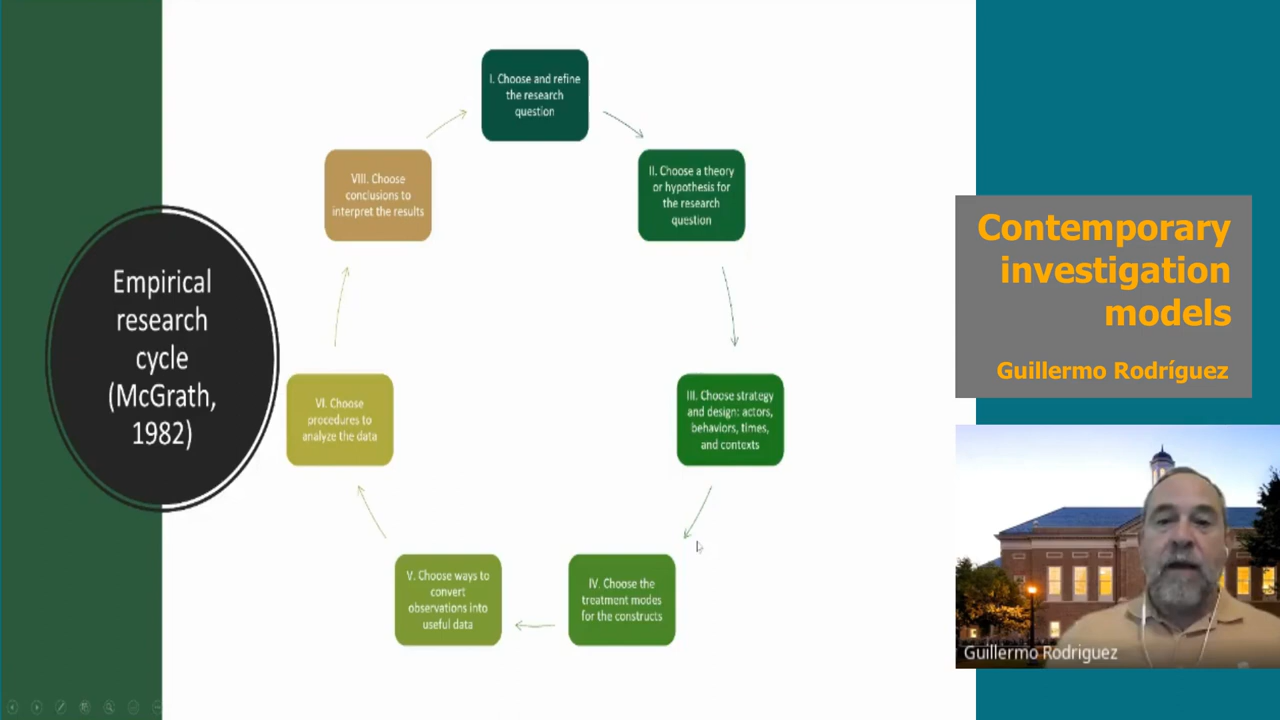 Empirical
research
cycle
(McGrath,
1982)
I. Choose and refine
the research
question
II. Choose a theory
or hypothesis for
the research
question
III. Choose strategy
and design: actors,
behaviors, times,
and contexts
IV. Choose the
treatment modes
for the constructs
V. Choose ways to
convert
observations into
useful data
VI. Choose
procedures to
analyze the data
VIII. Choose
conclusions to
interpret the results
Contemporary
investigation
models
Guillermo Rodríguez
Guillermo Rodriguez